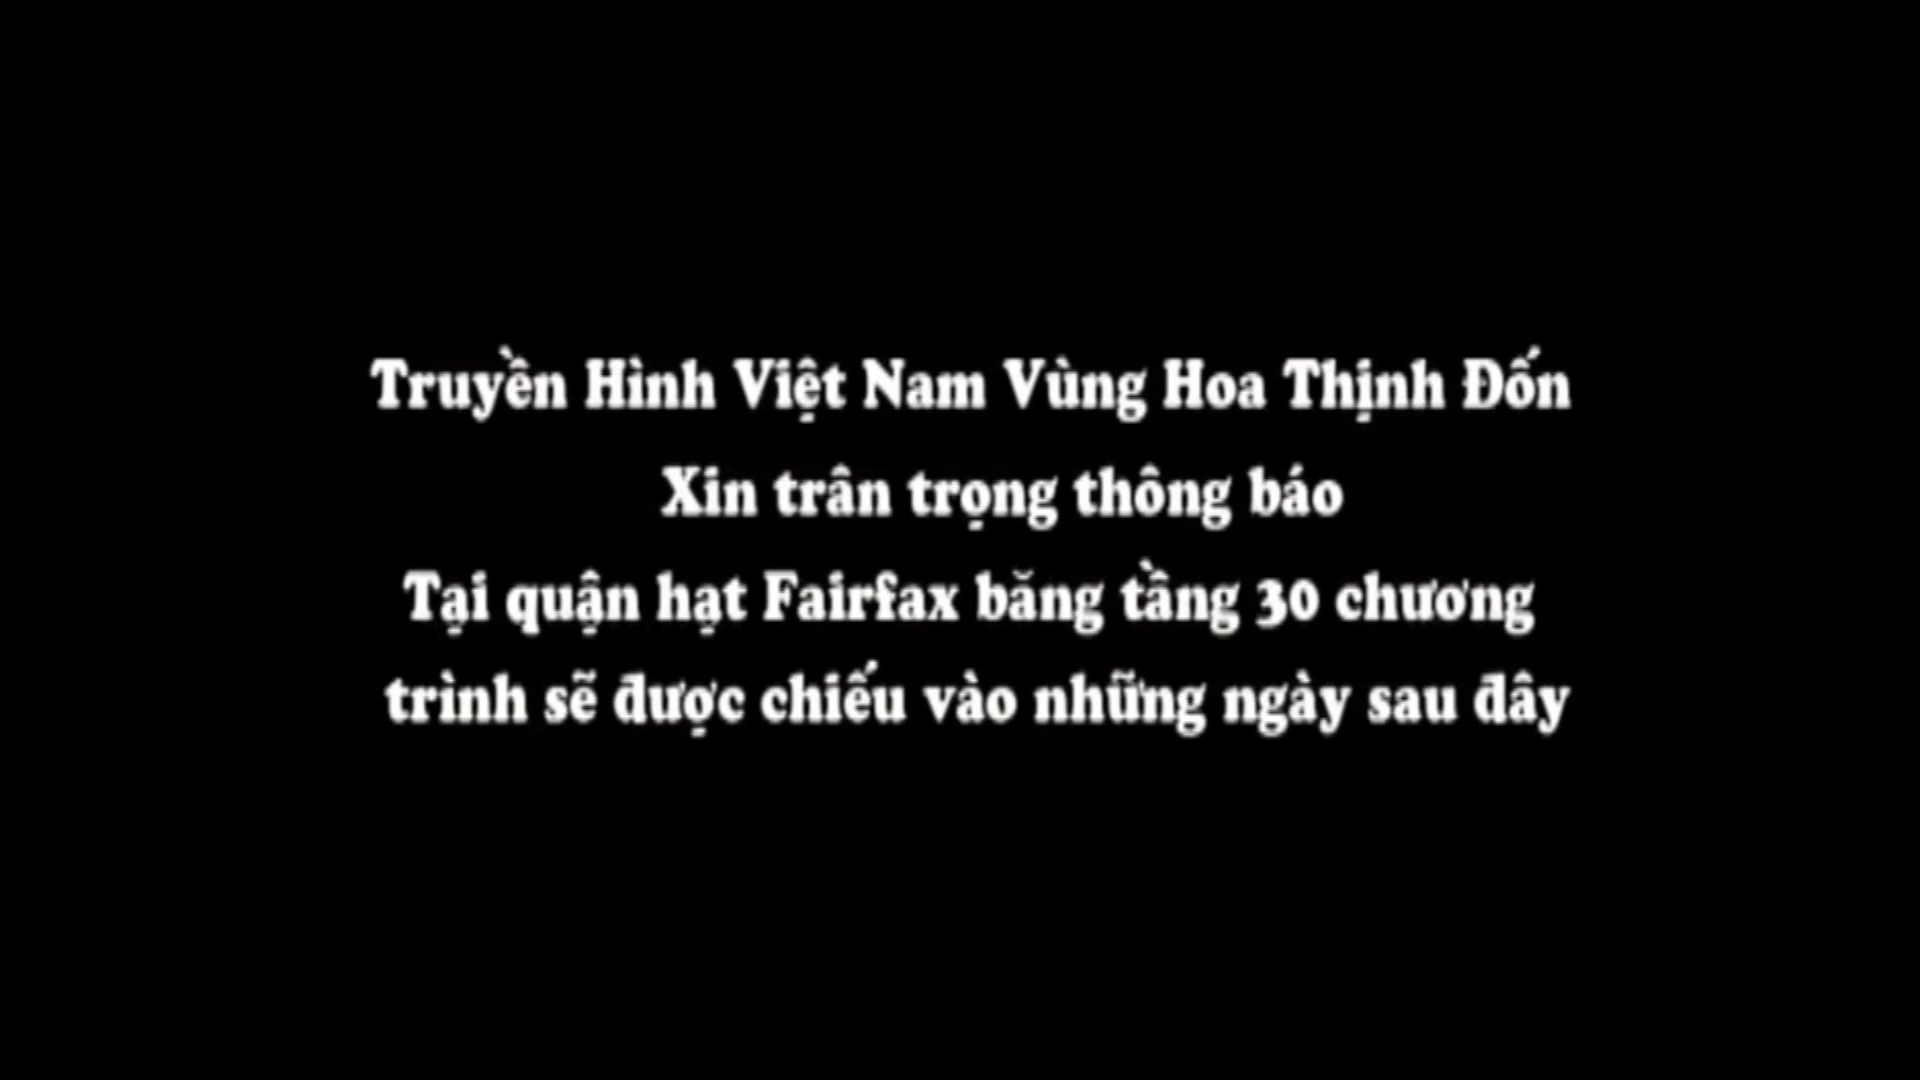 Truyền Hình Việt Nam Vùng Hoa Thịnh Đốn
Xin trân trọng thông báo
Tại quận hạt Fairfax băng tầng 30 chương
trình sẽ được chiếu vào những ngày sau đây